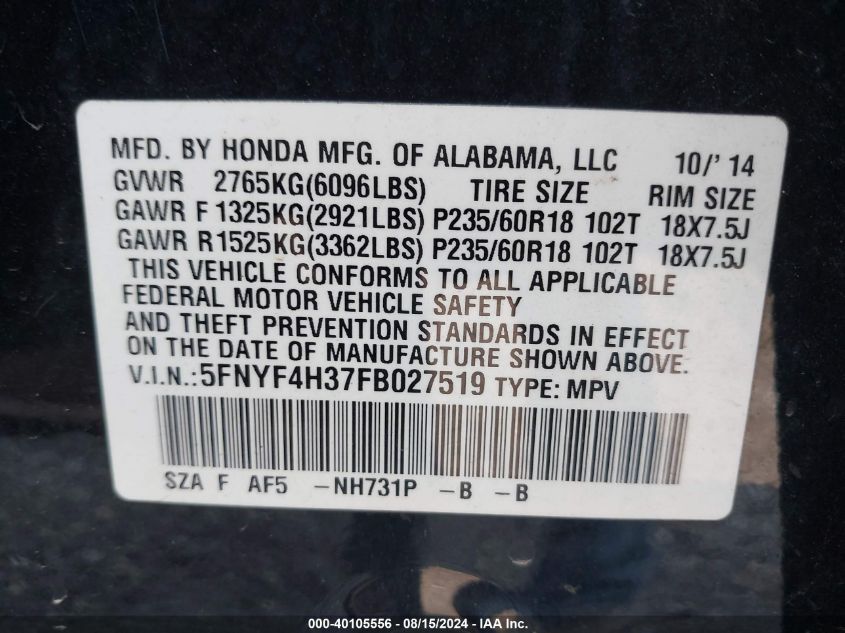 MFD. BY HONDA MFG. OF ALABAMA, LLC 10/' 14
GVWR 2765KG(6096LBS) TIRE SIZE RIM SIZE
GAWR F 1325KG(2921LBS) P235/60R18 102T 18X7.5J
GAWR R 1525KG(3362LBS) P235/60R18 102T 18X7.5J
THIS VEHICLE CONFORMS TO ALL APPLICABLE
FEDERAL MOTOR VEHICLE SAFETY
AND THEFT PREVENTION STANDARDS IN EFFECT
ON THE DATE OF MANUFACTURE SHOWN ABOVE.
V.I.N.:5FNYF4H37FB027519 TYPE: MPV
SZA F AF5 -NH731P -B -B
000-40105556 - 08/15/2024 - IAA Inc.